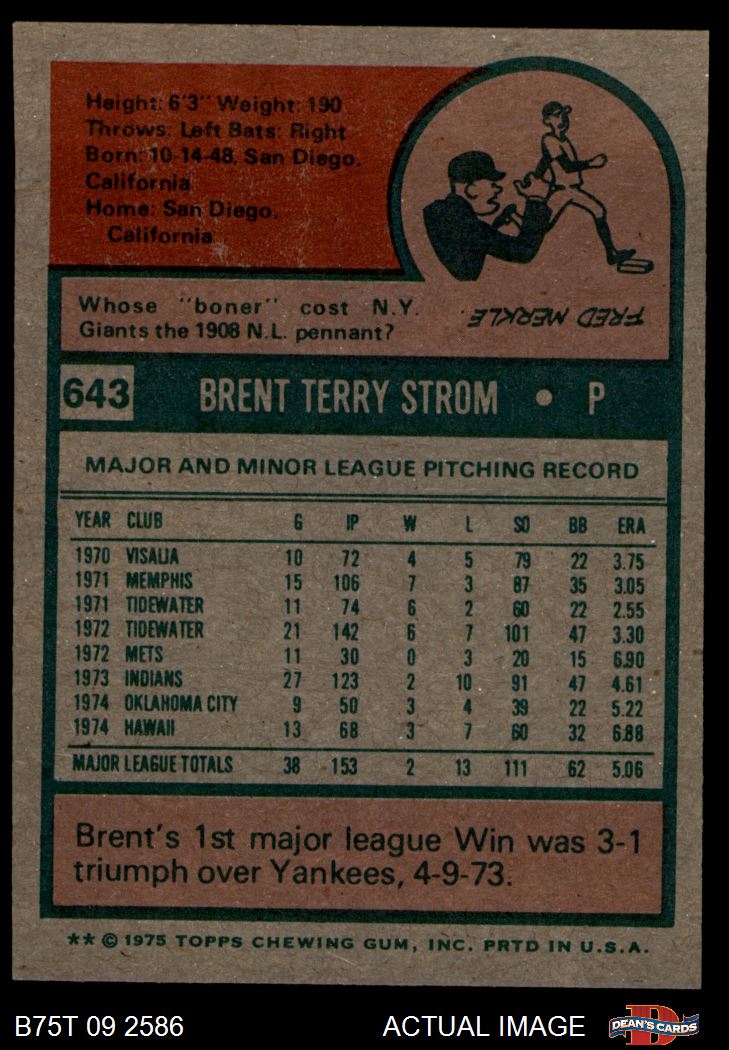 Height: 6'3" Weight: 190
Throws: Left Bats: Right
Born: 10-14-48, San Diego,
California
Home: San Diego,
California
Whose "boner" cost N.Y.
Giants the 1908 N.L. pennant?
FRED MERKLE.
643 BRENT TERRY STROM • P
MAJOR AND MINOR LEAGUE PITCHING RECORD
YEAR CLUB G IP W L SO BB ERA
1970 VISALIA 10 72 4 5 79 22 3.75
1971 MEMPHIS 15 106 7 3 87 35 3.05
1971 TIDEWATER 11 74 6 2 60 22 2.55
1972 TIDEWATER 21 142 6 7 101 47 3.30
1972 METS 11 30 0 3 20 15 6.90
1973 INDIANS 27 123 2 10 91 47 4.61
1974 OKLAHOMA CITY 9 50 3 4 39 22 5.22
1974 HAWAII 13 68 3 7 60 32 6.88
MAJOR LEAGUE TOTALS 38 153 2 13 111 62 5.06
Brent's 1st major league Win was 3-1
triumph over Yankees, 4-9-73.
** © 1975 TOPPS CHEWING GUM, INC. PRTD IN U.S.A.
B75T 09 2586 ACTUAL IMAGE DEAN'S CARDS